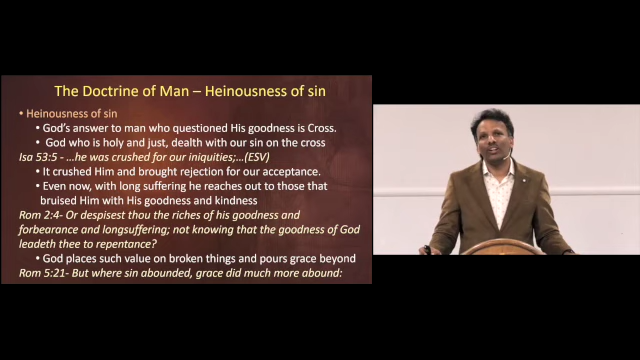 The Doctrine of Man – Heinousness of sin
• Heinousness of sin
• God's answer to man who questioned His goodness is Cross.
• God who is holy and just, dealth with our sin on the cross
Isa 53:5 - ...he was crushed for our iniquities;...(ESV)
• It crushed Him and brought rejection for our acceptance.
• Even now, with long suffering he reaches out to those that
bruised Him with His goodness and kindness
Rom 2:4- Or despisest thou the riches of his goodness and
forbearance and longsuffering; not knowing that the goodness of God
leadeth thee to repentance?
• God places such value on broken things and pours grace beyond
Rom 5:21- But where sin abounded, grace did much more abound: